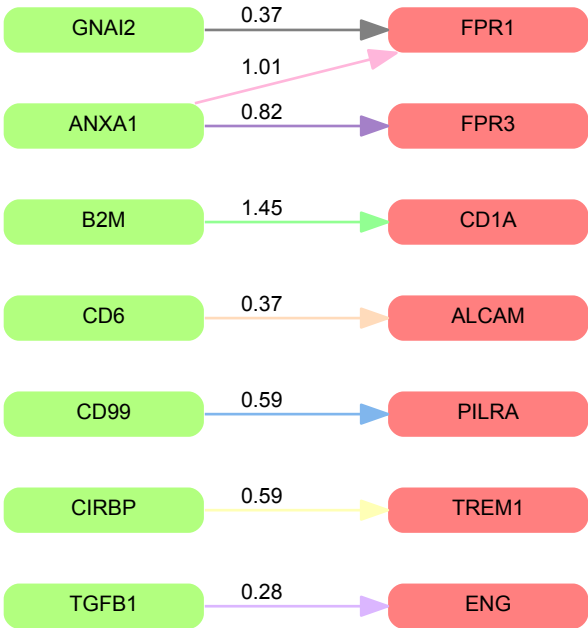 GNAI2 0.37 FPR1
1.01
ANXA1 0.82 FPR3
B2M 1.45 CD1A
CD6 0.37 ALCAM
CD99 0.59 PILRA
CIRBP 0.59 TREM1
TGFB1 0.28 ENG